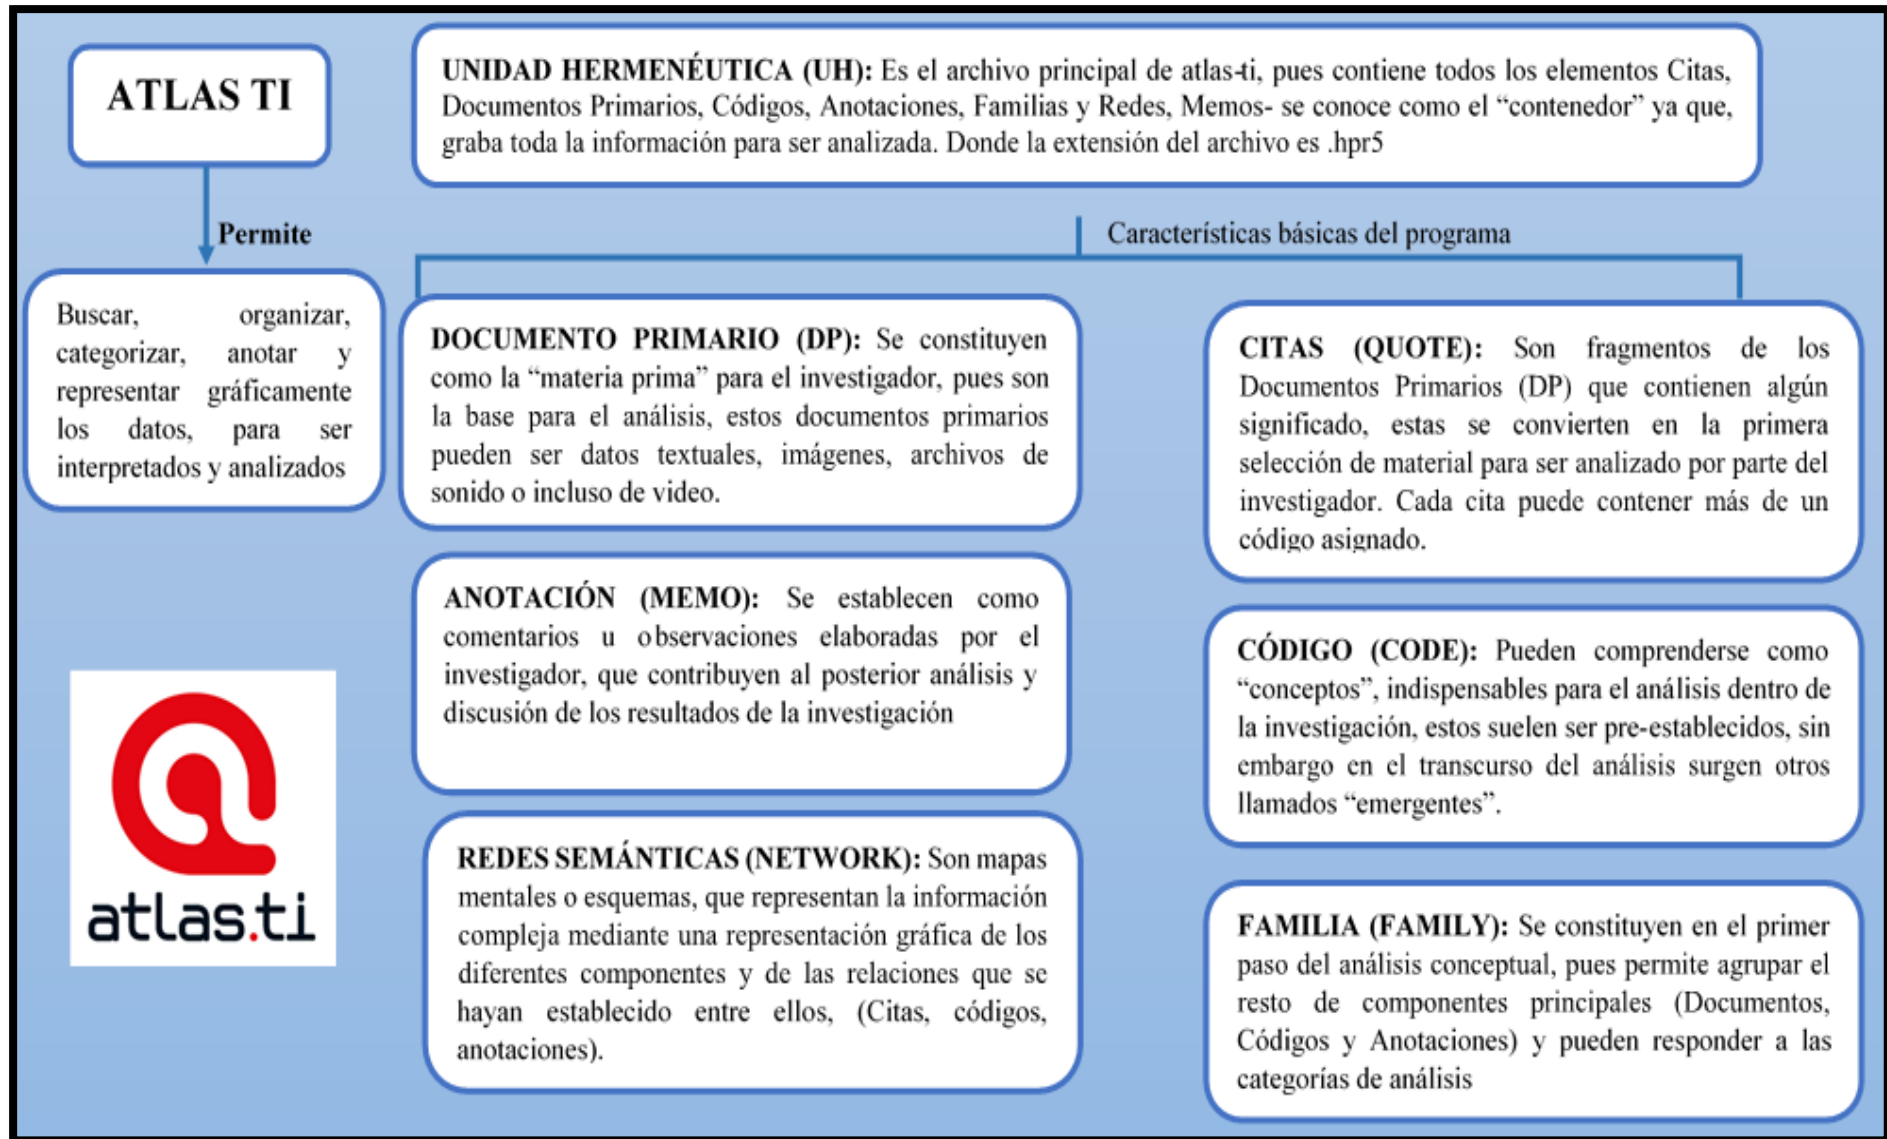 ATLAS TI
UNIDAD HERMENÉUTICA (UH): Es el archivo principal de atlas-ti, pues contiene todos los elementos Citas,
Documentos Primarios, Códigos, Anotaciones, Familias y Redes, Memos- se conoce como el “contenedor” ya que,
graba toda la información para ser analizada. Donde la extensión del archivo es .hpr5
Permite
Características básicas del programa
Buscar, organizar,
categorizar, anotar y
representar gráficamente
los datos, para ser
interpretados y analizados
DOCUMENTO PRIMARIO (DP): Se constituyen
como la “materia prima” para el investigador, pues son
la base para el análisis, estos documentos primarios
pueden ser datos textuales, imágenes, archivos de
sonido o incluso de video.
CITAS (QUOTE): Son fragmentos de los
Documentos Primarios (DP) que contienen algún
significado, estas se convierten en la primera
selección de material para ser analizado por parte del
investigador. Cada cita puede contener más de un
código asignado.
ANOTACIÓN (MEMO): Se establecen como
comentarios u observaciones elaboradas por el
investigador, que contribuyen al posterior análisis y
discusión de los resultados de la investigación
CÓDIGO (CODE): Pueden comprenderse como
“conceptos”, indispensables para el análisis dentro de
la investigación, estos suelen ser pre-establecidos, sin
embargo en el transcurso del análisis surgen otros
llamados “emergentes”.
REDES SEMÁNTICAS (NETWORK): Son mapas
mentales o esquemas, que representan la información
compleja mediante una representación gráfica de los
diferentes componentes y de las relaciones que se
hayan establecido entre ellos, (Citas, códigos,
anotaciones).
FAMILIA (FAMILY): Se constituyen en el primer
paso del análisis conceptual, pues permite agrupar el
resto de componentes principales (Documentos,
Códigos y Anotaciones) y pueden responder a las
categorías de análisis
atlas.ti